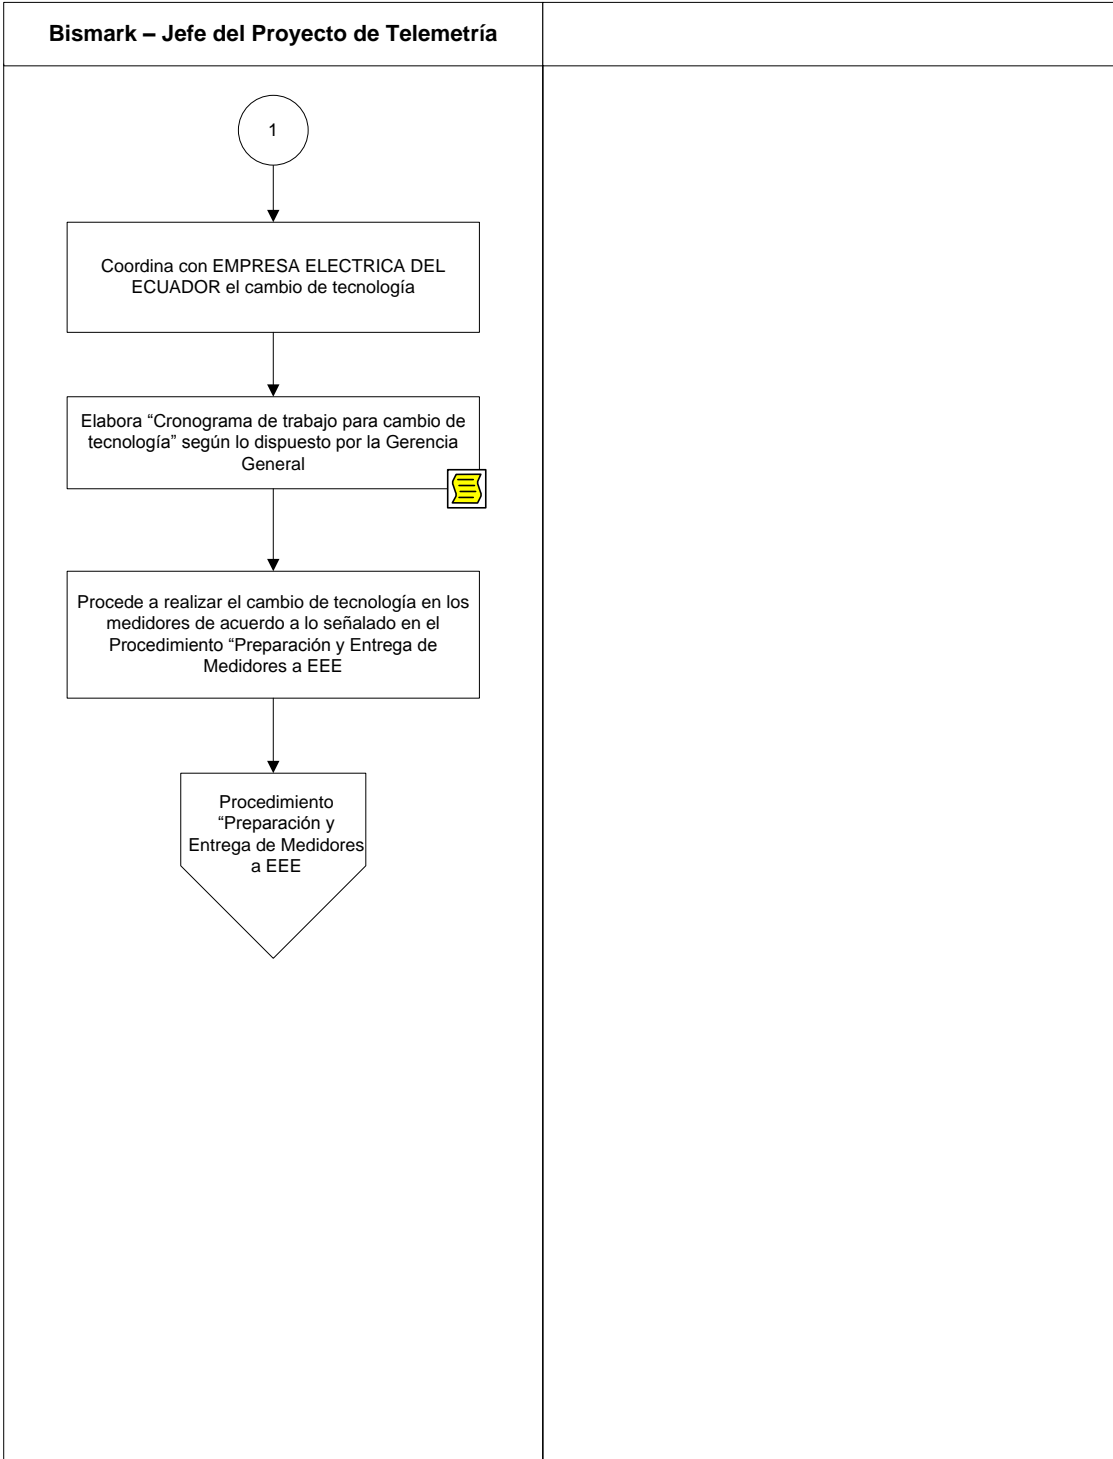 Bismark – Jefe del Proyecto de Telemetría
1
Coordina con EMPRESA ELECTRICA DEL
ECUADOR el cambio de tecnología
Elabora “Cronograma de trabajo para cambio de
tecnología” según lo dispuesto por la Gerencia
General
Procede a realizar el cambio de tecnología en los
medidores de acuerdo a lo señalado en el
Procedimiento “Preparación y Entrega de
Medidores a EEE
Procedimiento
“Preparación y
Entrega de Medidores
a EEE